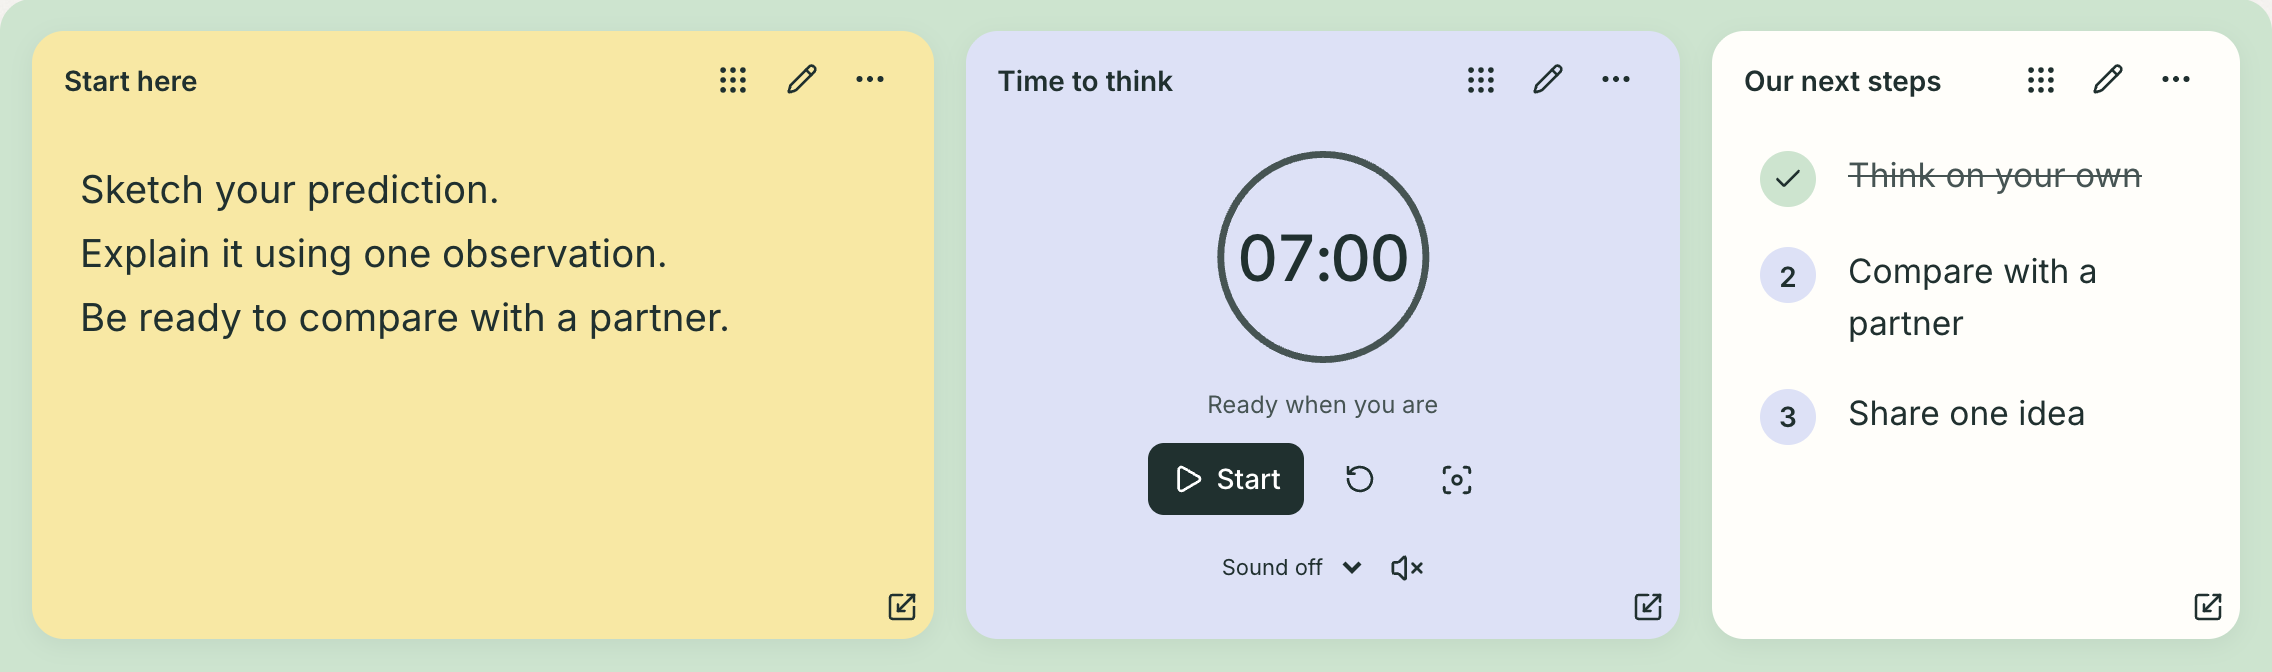 Start here
Sketch your prediction.
Explain it using one observation.
Be ready to compare with a partner.
Time to think
07:00
Ready when you are
Start
Sound off
Our next steps
Think on your own
2 Compare with a
partner
3 Share one idea